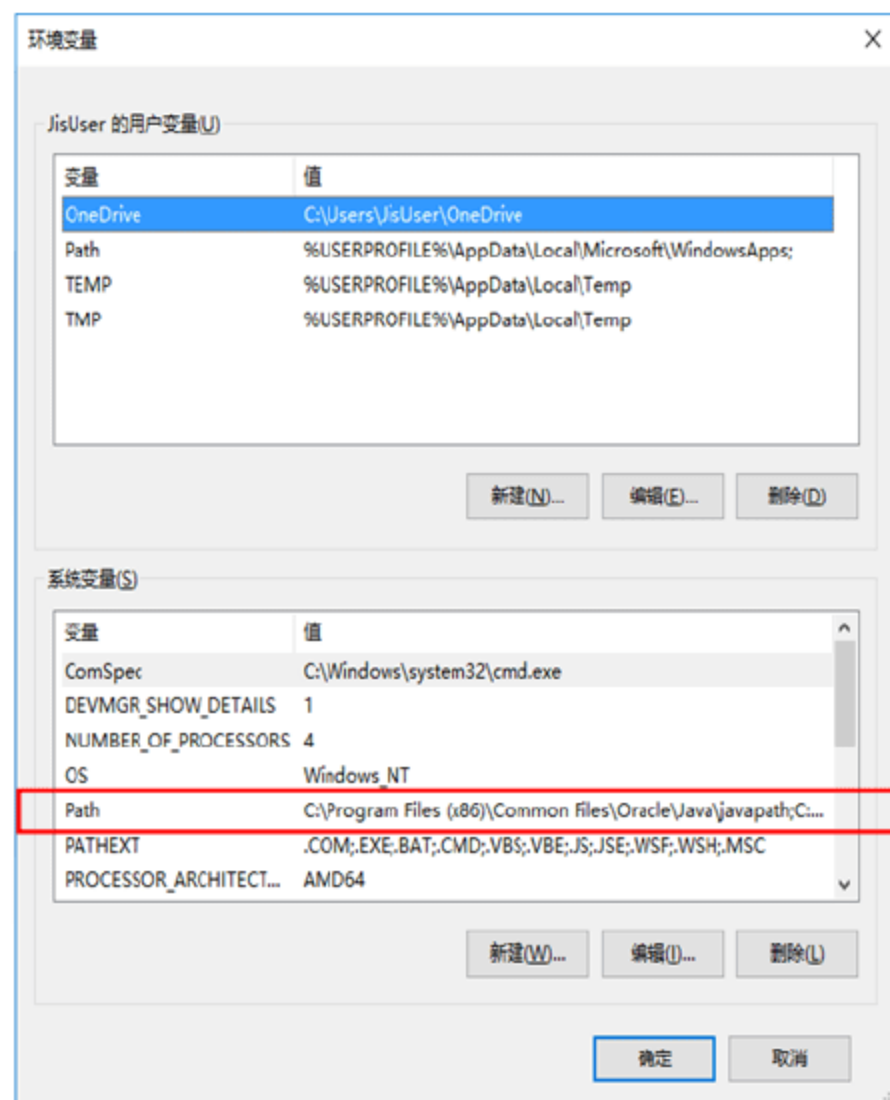 环境变量
JisUser 的用户变量(U)
变量 值
OneDrive C:\Users\JisUser\OneDrive
Path %USERPROFILE%\AppData\Local\Microsoft\WindowsApps;
TEMP %USERPROFILE%\AppData\Local\Temp
TMP %USERPROFILE%\AppData\Local\Temp
新建(N)... 编辑(E)... 删除(D)
系统变量(S)
变量 值
ComSpec C:\Windows\system32\cmd.exe
DEVMGR_SHOW_DETAILS 1
NUMBER_OF_PROCESSORS 4
OS Windows_NT
Path C:\Program Files (x86)\Common Files\Oracle\Java\javapath;C:...
PATHEXT .COM;.EXE;.BAT;.CMD;.VBS;.VBE;.JS;.JSE;.WSF;.WSH;.MSC
PROCESSOR_ARCHITECT... AMD64
新建(W)... 编辑(I)... 删除(L)
确定 取消